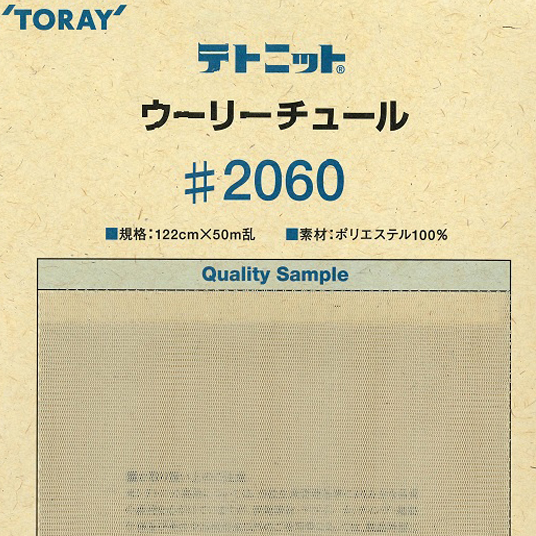 'TORAY'
テトニット®
ウーリーチュール
#2060
■規格：122cm×50m乱 ■素材：ポリエステル100%
Quality Sample